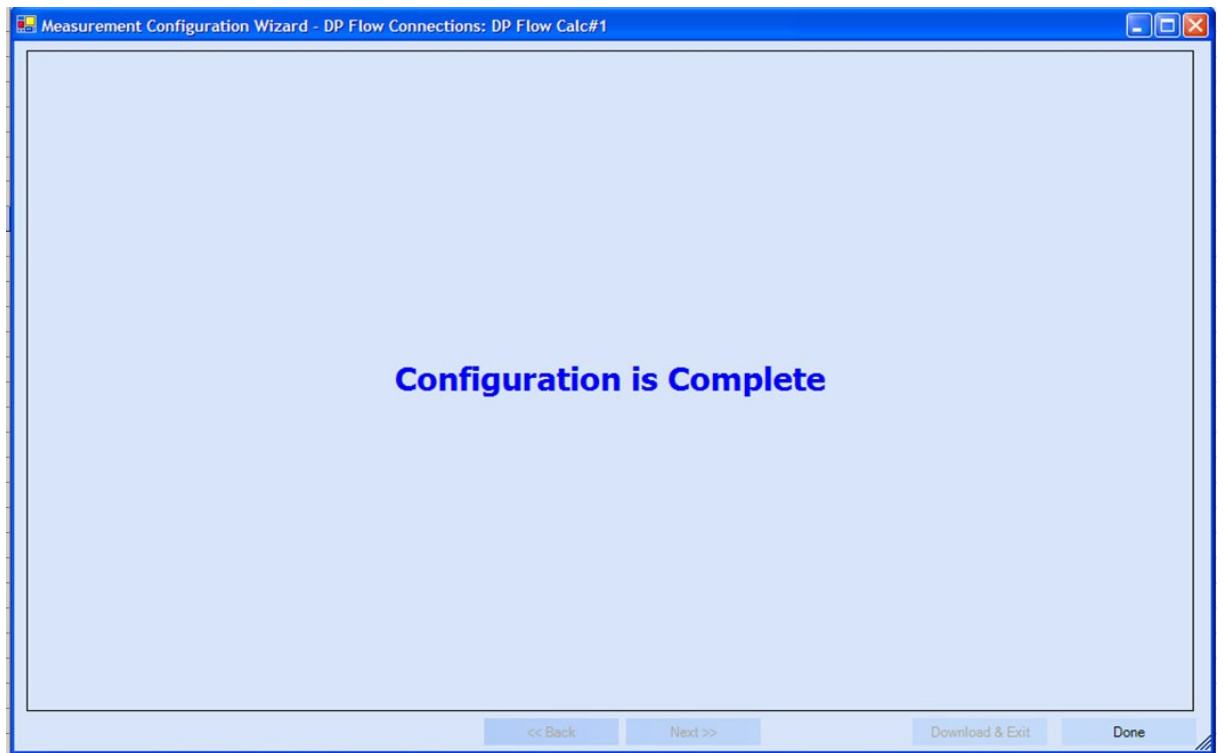 Measurement Configuration Wizard - DP Flow Connections: DP Flow Calc#1
Configuration is Complete
<< Back Next >> Download & Exit Done